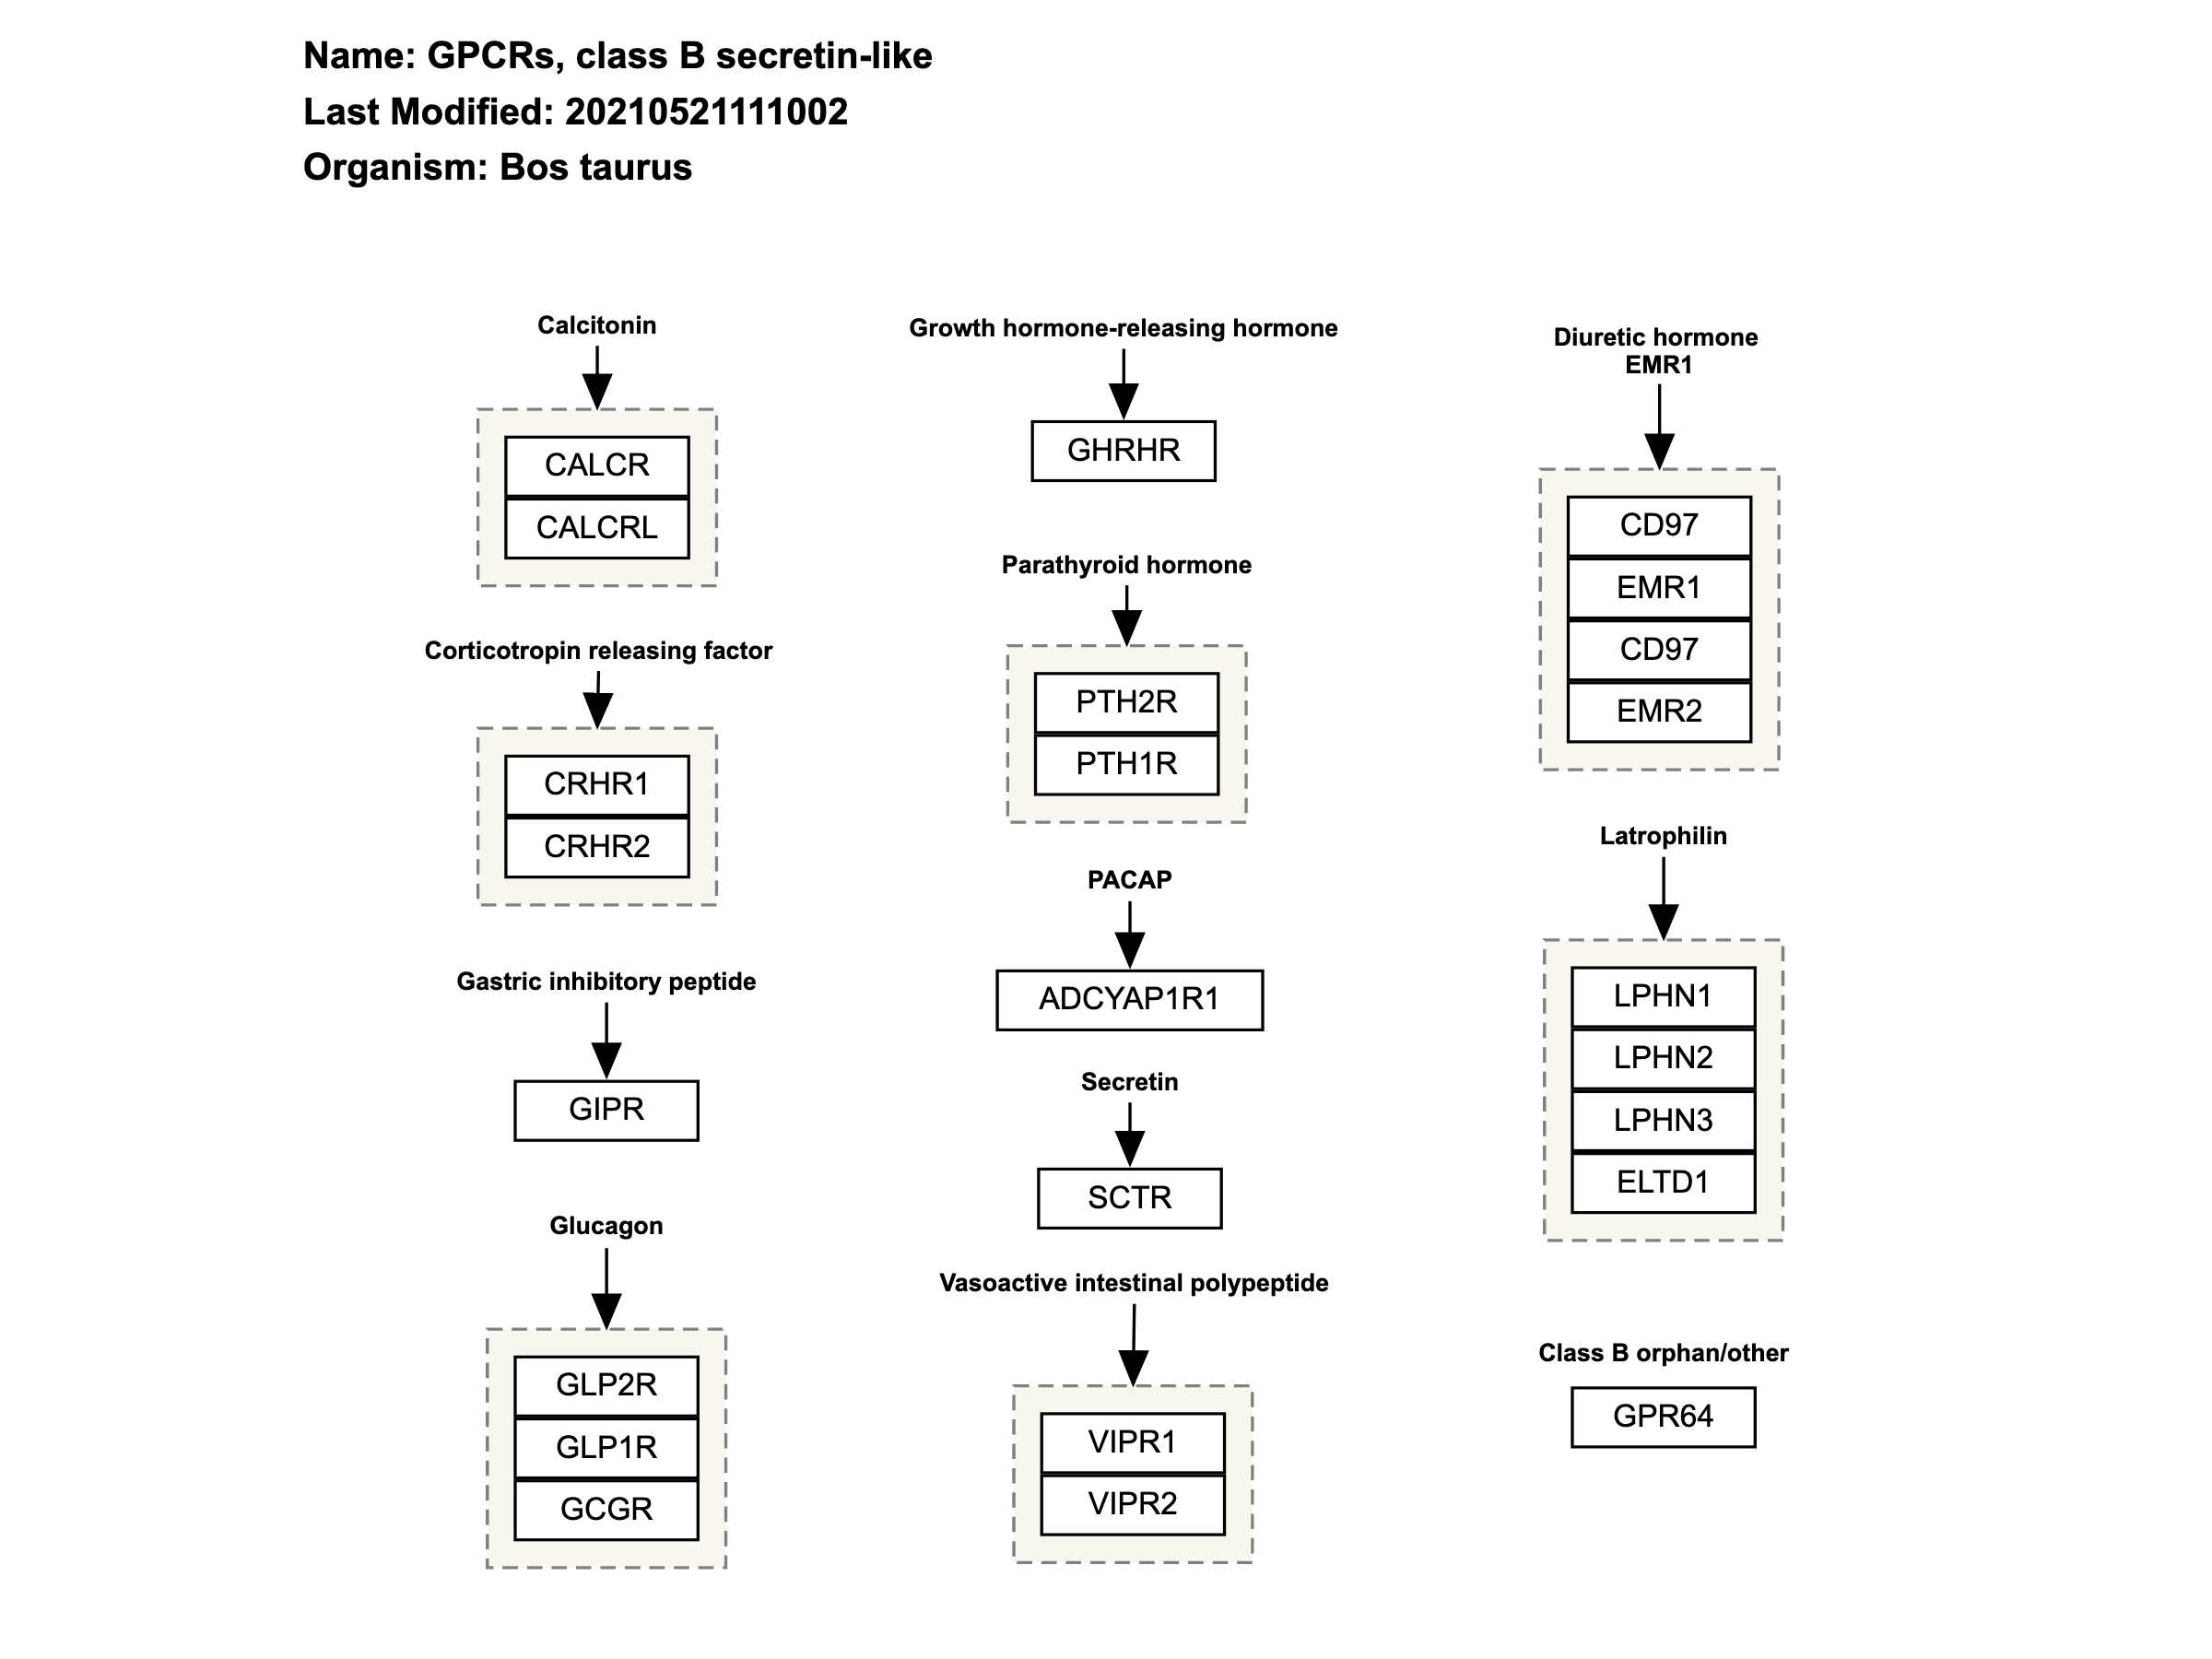 Name: GPCRs, class B secretin-like
Last Modified: 20210521111002
Organism: Bos taurus
Calcitonin
CALCR
CALCRL
Corticotropin releasing factor
CRHR1
CRHR2
Gastric inhibitory peptide
GIPR
Glucagon
GLP2R
GLP1R
GCGR
Growth hormone-releasing hormone
GHRHR
Parathyroid hormone
PTH2R
PTH1R
PACAP
ADCYAP1R1
Secretin
SCTR
Vasoactive intestinal polypeptide
VIPR1
VIPR2
Diuretic hormone
EMR1
CD97
EMR1
CD97
EMR2
Latrophilin
LPHN1
LPHN2
LPHN3
ELTD1
Class B orphan/other
GPR64